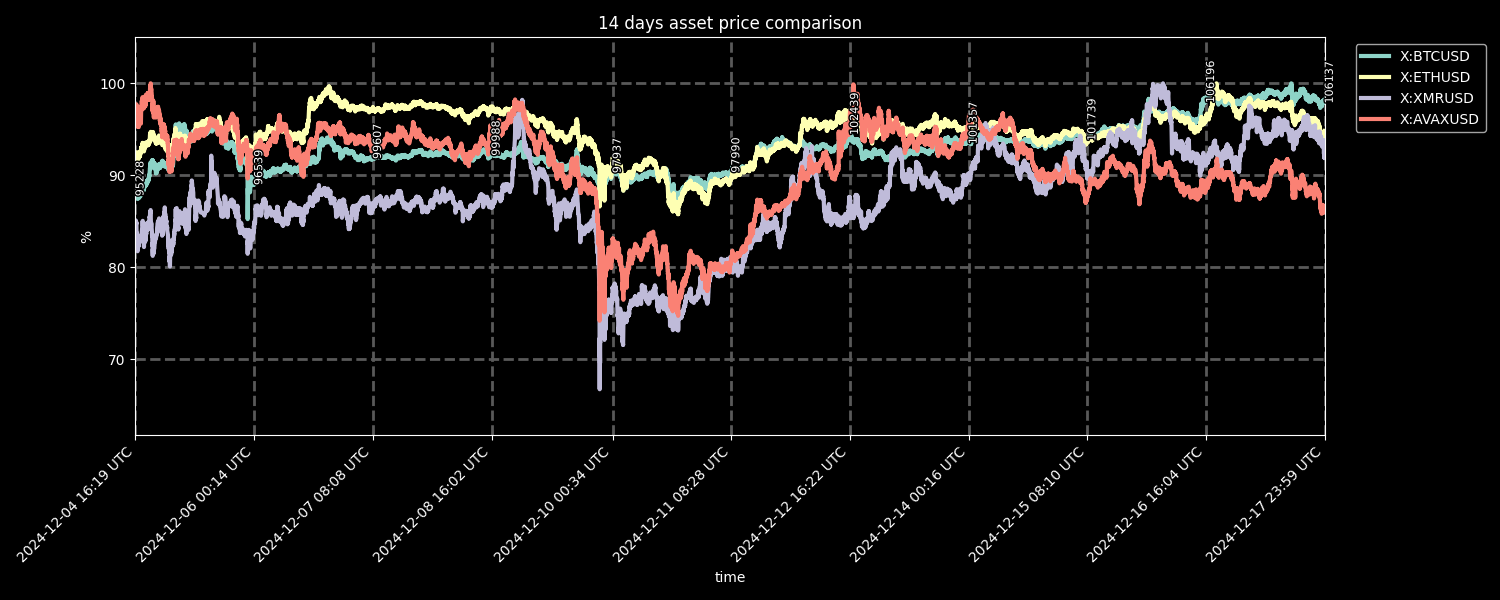 14 days asset price comparison
X:BTCUSD
X:ETHUSD
X:XMRUSD
X:AVAXUSD
100
90
80
70
%
95228
96539
99607
99988
97937
97990
102439
101357
101739
106196
106137
2024-12-04 16:19 UTC
2024-12-06 00:14 UTC
2024-12-07 08:08 UTC
2024-12-08 16:02 UTC
2024-12-10 00:34 UTC
2024-12-11 08:28 UTC
2024-12-12 16:22 UTC
2024-12-14 00:16 UTC
2024-12-15 08:10 UTC
2024-12-16 16:04 UTC
2024-12-17 23:59 UTC
time